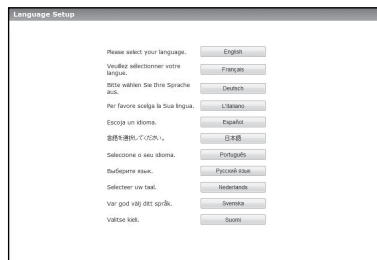 Language Setup
Please select your language. English
Veuillez sélectionner votre
langue. Français
Bitte wählen Sie Ihre Sprache
aus. Deutsch
Per favore scelga la Sua lingua. L'italiano
Escoja un idioma. Español
言語を選択してください。 日本語
Selecione o seu idioma. Português
Выберите язык. Русский язык
Selecteer uw taal. Nederlands
Var god välj ditt språk. Svenska
Valitse kieli. Suomi